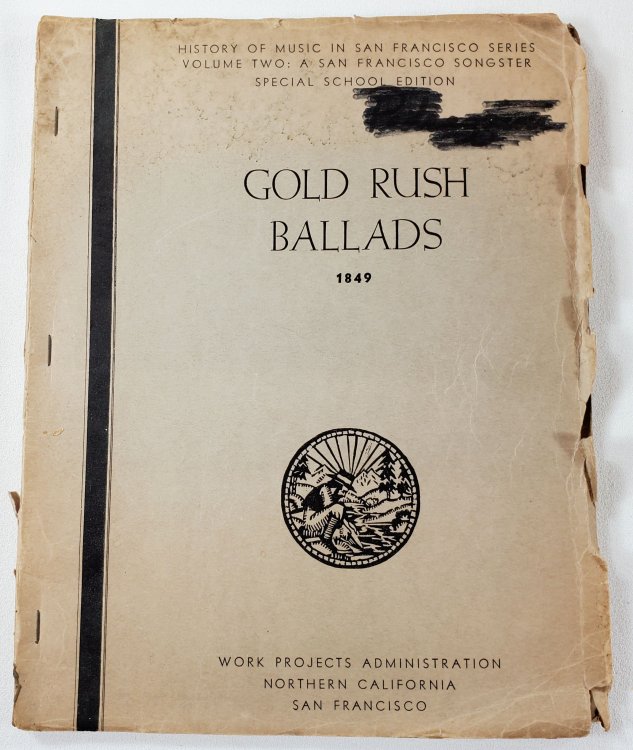 HISTORY OF MUSIC IN SAN FRANCISCO SERIES
VOLUME TWO: A SAN FRANCISCO SONGSTER
SPECIAL SCHOOL EDITION
GOLD RUSH
BALLADS
1849
WORK PROJECTS ADMINISTRATION
NORTHERN CALIFORNIA
SAN FRANCISCO